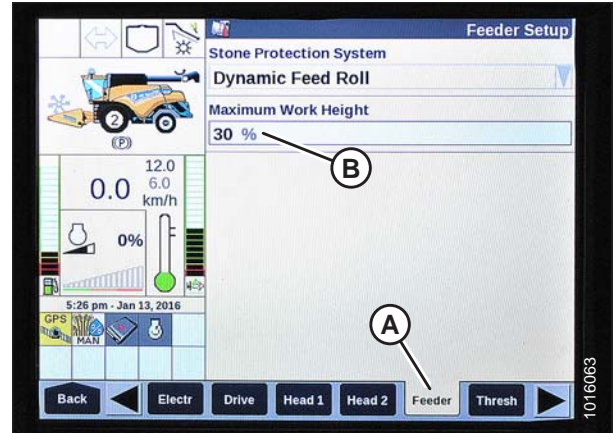 Feeder Setup
Stone Protection System
Dynamic Feed Roll
Maximum Work Height
30 %
B
2
(P)
12.0
0.0 6.0
km/h
F
0%
5:26 pm - Jan 13, 2016
GPS
MAN
A
Back Electr Drive Head 1 Head 2 Feeder Thresh
1016063